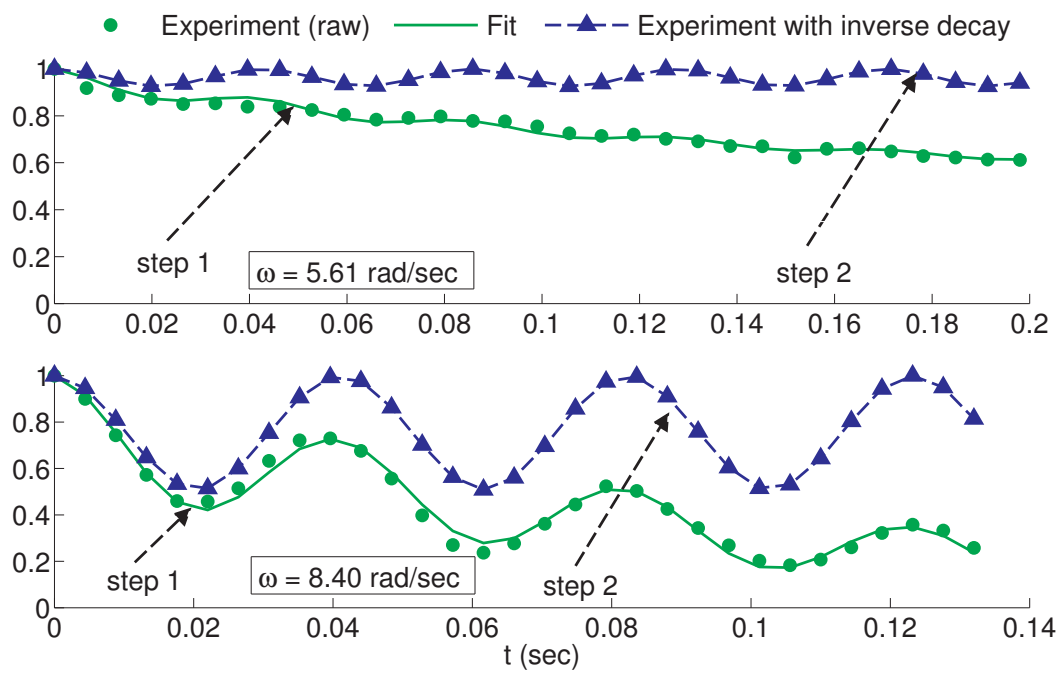 Experiment (raw) Fit Experiment with inverse decay
1
0.8
0.6
0.4
0.2
0
step 1
ω = 5.61 rad/sec
step 2
0 0.02 0.04 0.06 0.08 0.1 0.12 0.14 0.16 0.18 0.2
1
0.8
0.6
0.4
0.2
0
step 1
ω = 8.40 rad/sec
step 2
0 0.02 0.04 0.06 0.08 0.1 0.12 0.14
t (sec)